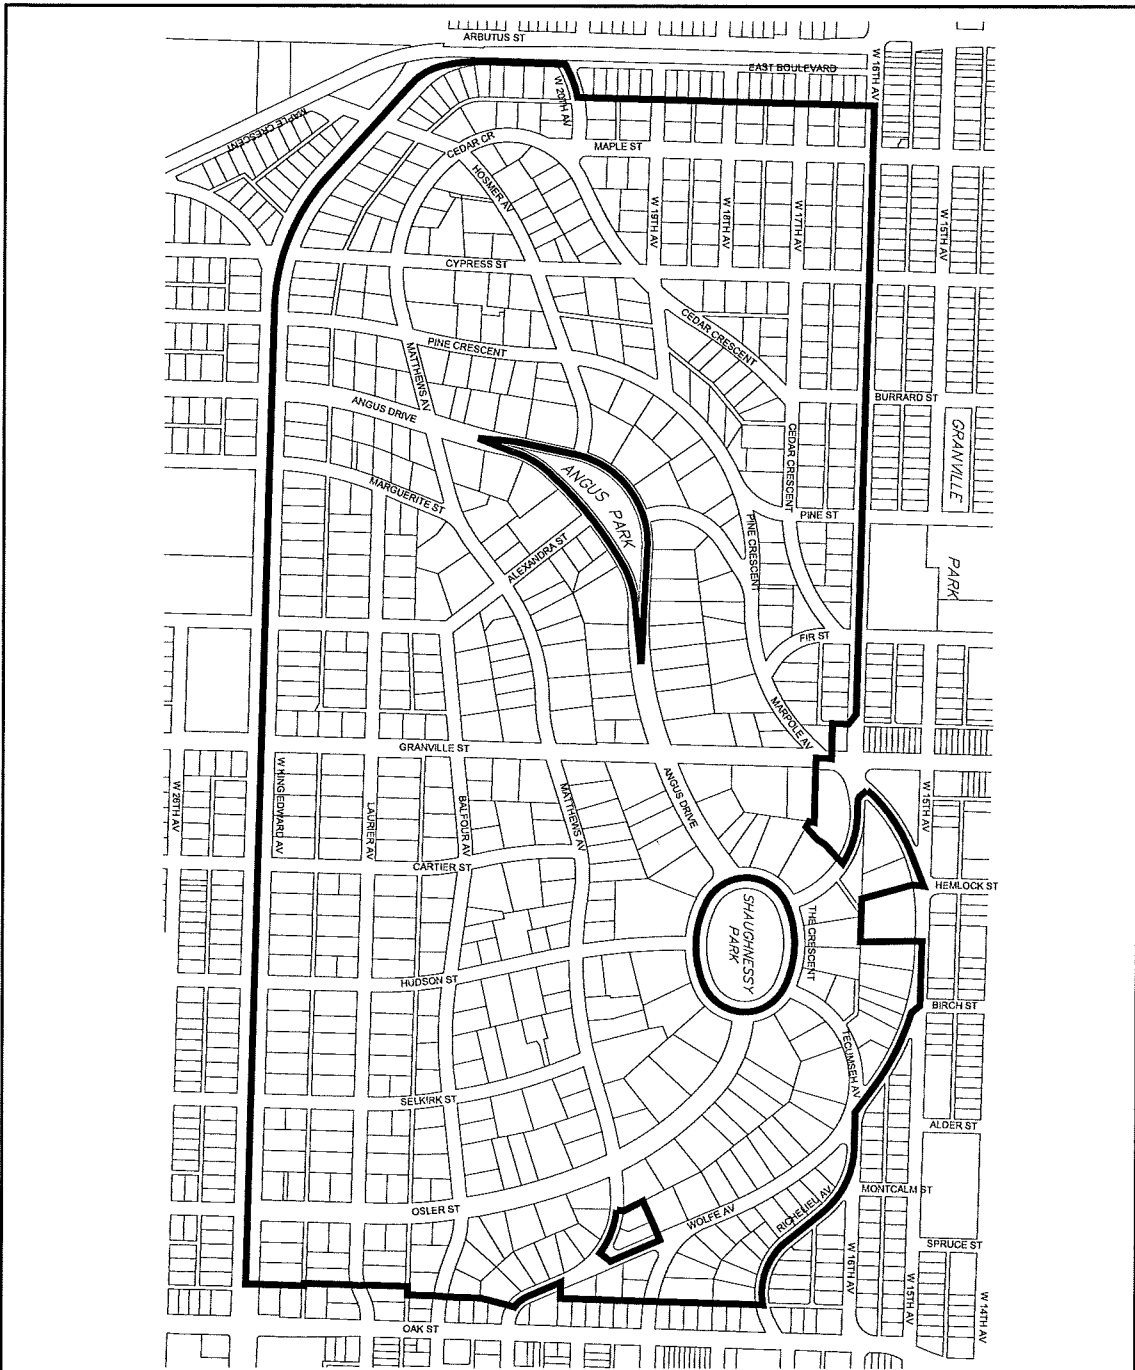 ARBUTUS ST
EAST BOULEVARD
W 16TH AV
W 20TH AV
MAPLE CRESCENT
MAPLE ST
CEDAR CR
HOSMER AV
W 19TH AV
W 18TH AV
W 17TH AV
W 15TH AV
CYPRESS ST
CEDAR CRESCENT
PINE CRESCENT
MATTHEWS AV
ANGUS DRIVE
BURRARD ST
GRANVILLE
PARK
CEDAR CRESCENT
ANGUS PARK
MARGUERITE ST
PINE ST
PINE CRESCENT
ALEXANDRA ST
FIR ST
MARPOLE AV
GRANVILLE ST
W 26TH AV
W KING EDWARD AV
LAURIER AV
BALFOUR AV
MATTHEWS AV
ANGUS DRIVE
W 15TH AV
CARTIER ST
HEMLOCK ST
SHAUGHNESSY
PARK
THE CRESCENT
HUDSON ST
BIRCH ST
TECUMSEH AV
SELKIRK ST
ALDER ST
MONTCALM ST
OSLER ST
WOLFE AV
RICHELIEU AV
SPRUCE ST
W 16TH AV
W 15TH AV
W 14TH AV
OAK ST